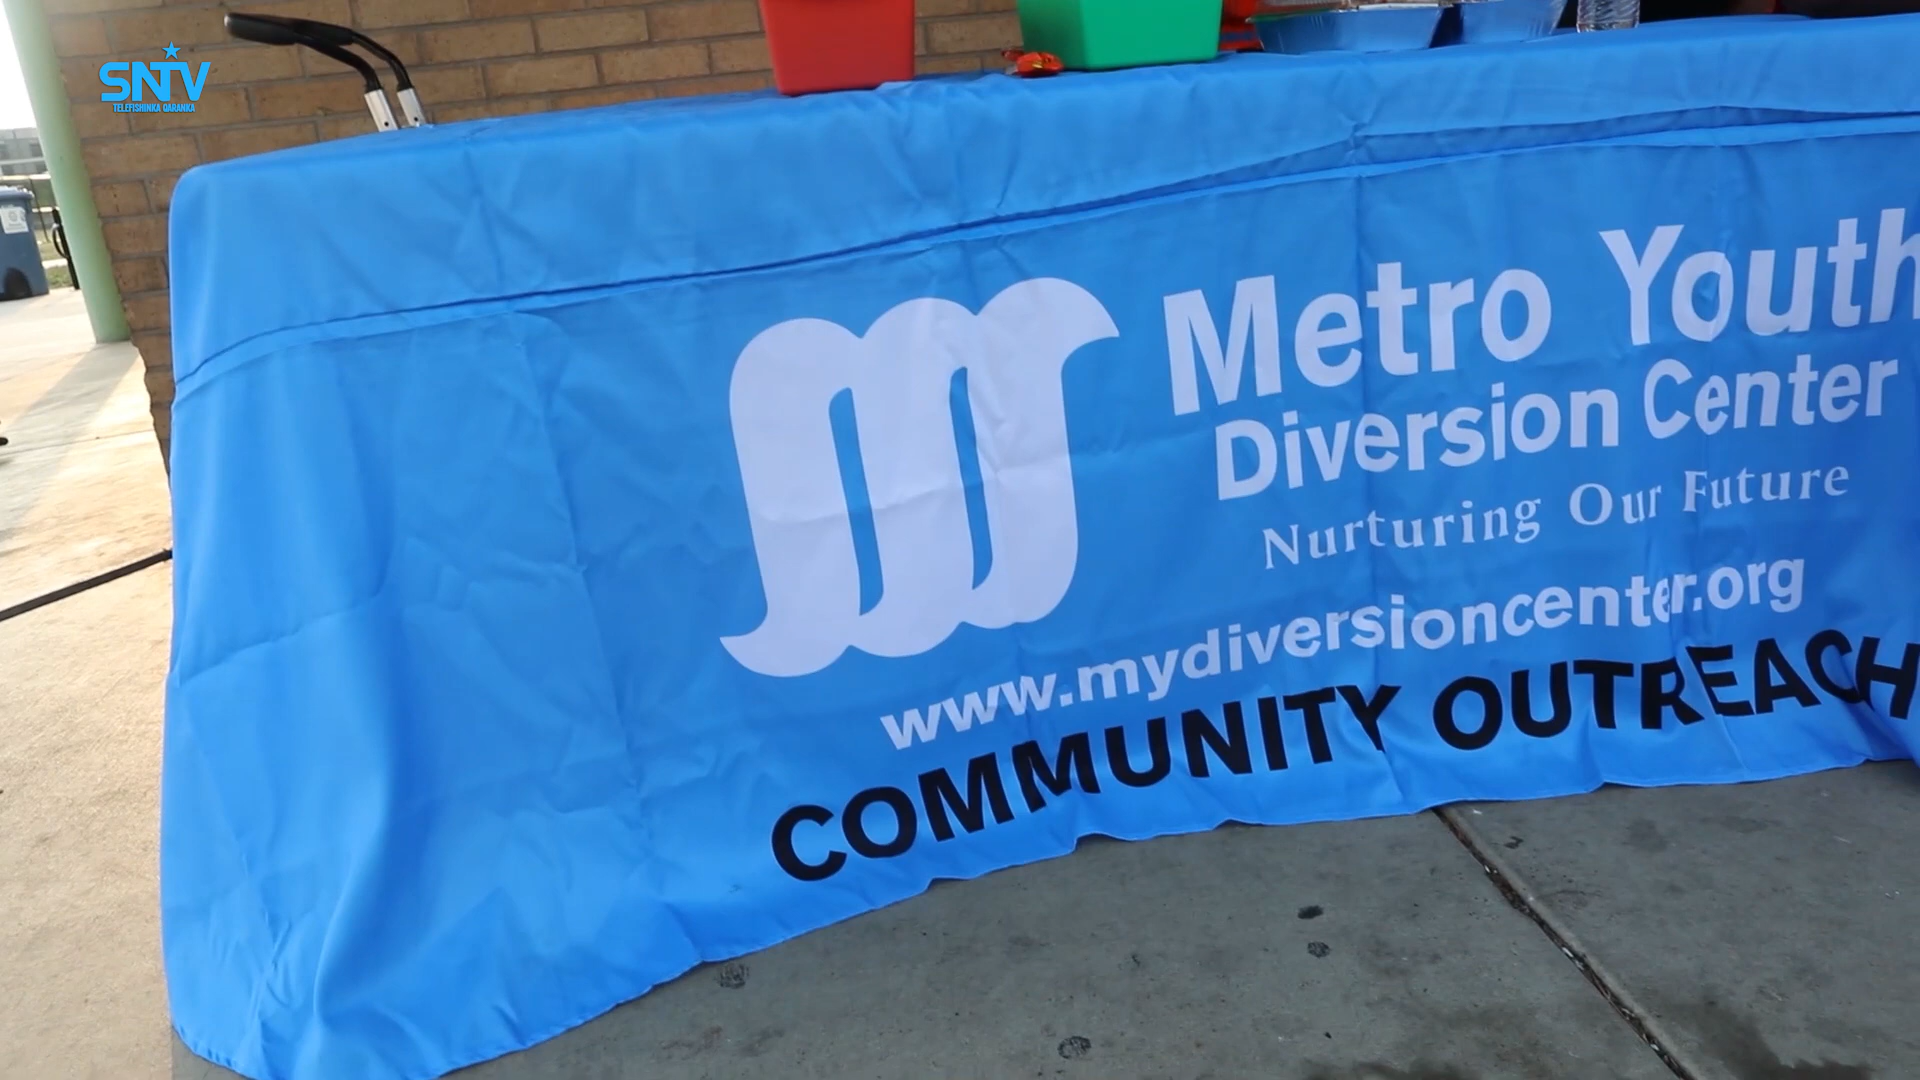 SNTV
TELEFISHINKA QARANKA
Metro Youth
Diversion Center
Nurturing Our Future
www.mydiversioncenter.org
COMMUNITY OUTREACH